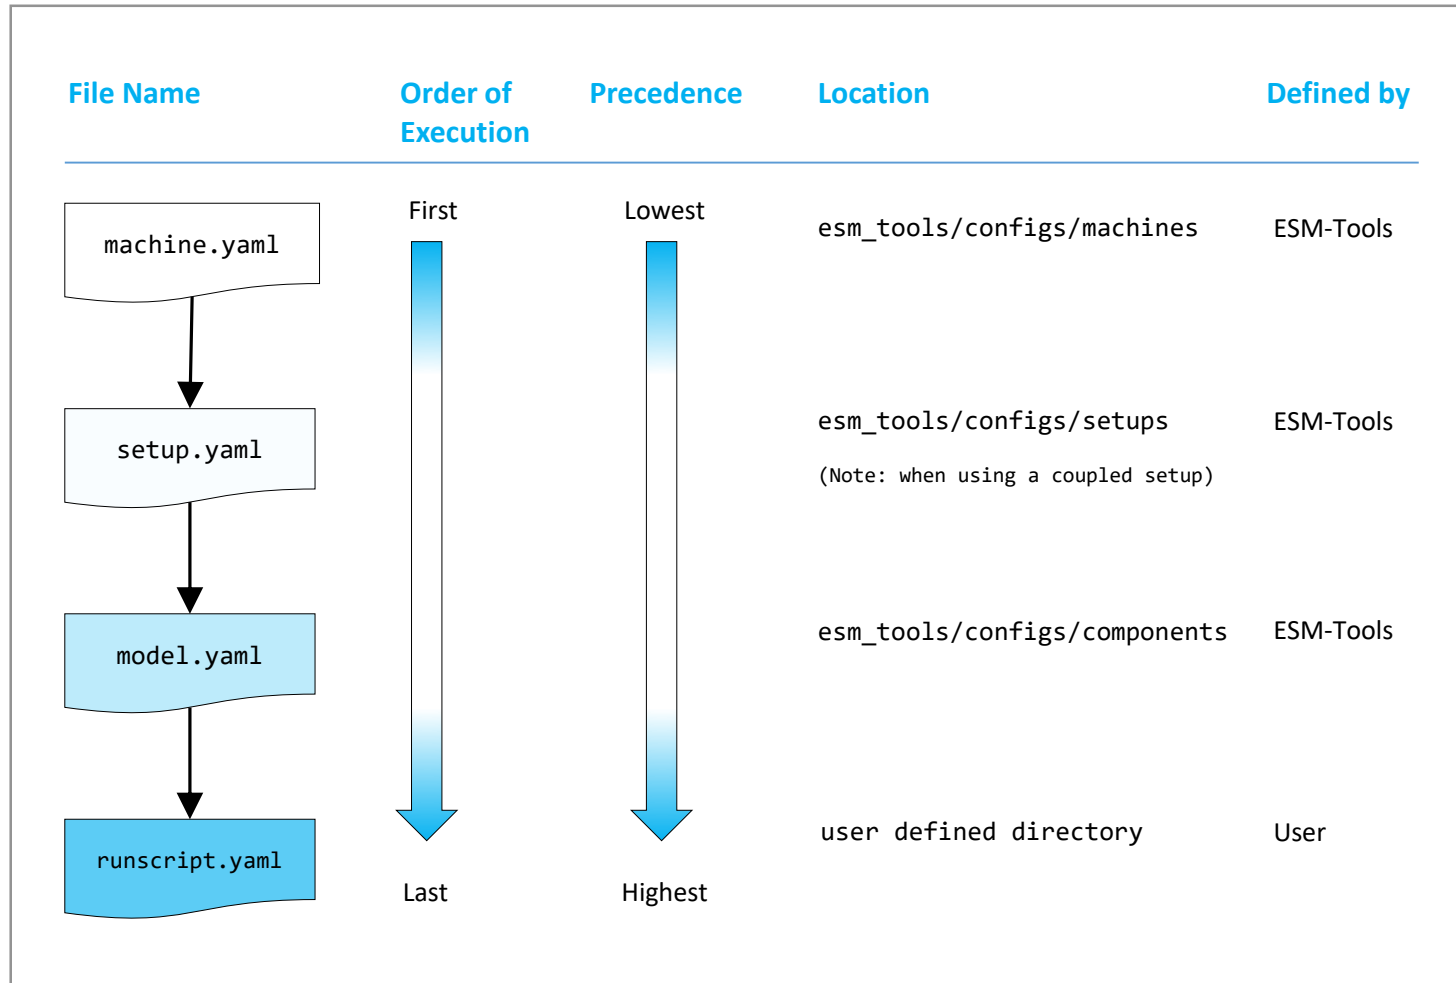 File Name
Order of
Execution
Precedence
Location
Defined by
machine.yaml
First
Lowest
esm_tools/configs/machines
ESM-Tools
setup.yaml
esm_tools/configs/setups
ESM-Tools
(Note: when using a coupled setup)
model.yaml
esm_tools/configs/components
ESM-Tools
runscript.yaml
user defined directory
User
Last
Highest